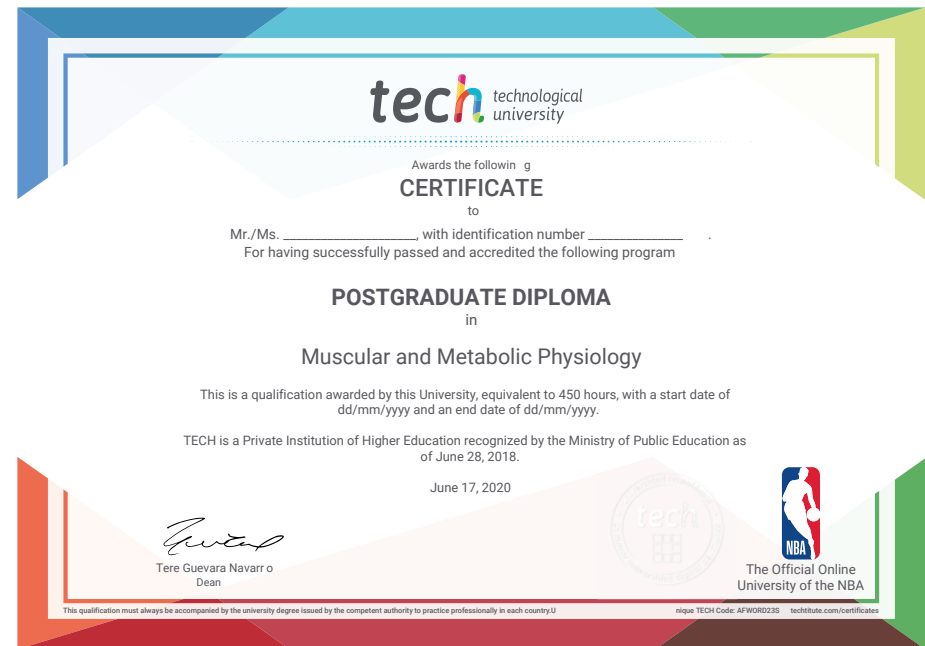 tech technological
university
Awards the followin g
CERTIFICATE
to
Mr./Ms. _____________________, with identification number _______________ .
For having successfully passed and accredited the following program
POSTGRADUATE DIPLOMA
in
Muscular and Metabolic Physiology
This is a qualification awarded by this University, equivalent to 450 hours, with a start date of
dd/mm/yyyy and an end date of dd/mm/yyyy.
TECH is a Private Institution of Higher Education recognized by the Ministry of Public Education as
of June 28, 2018.
June 17, 2020
tech
NBA
Tere Guevara Navarr o
Dean
The Official Online
University of the NBA
This qualification must always be accompanied by the university degree issued by the competent authority to practice professionally in each country.U nique TECH Code: AFWORD23S techtitute.com/certificates